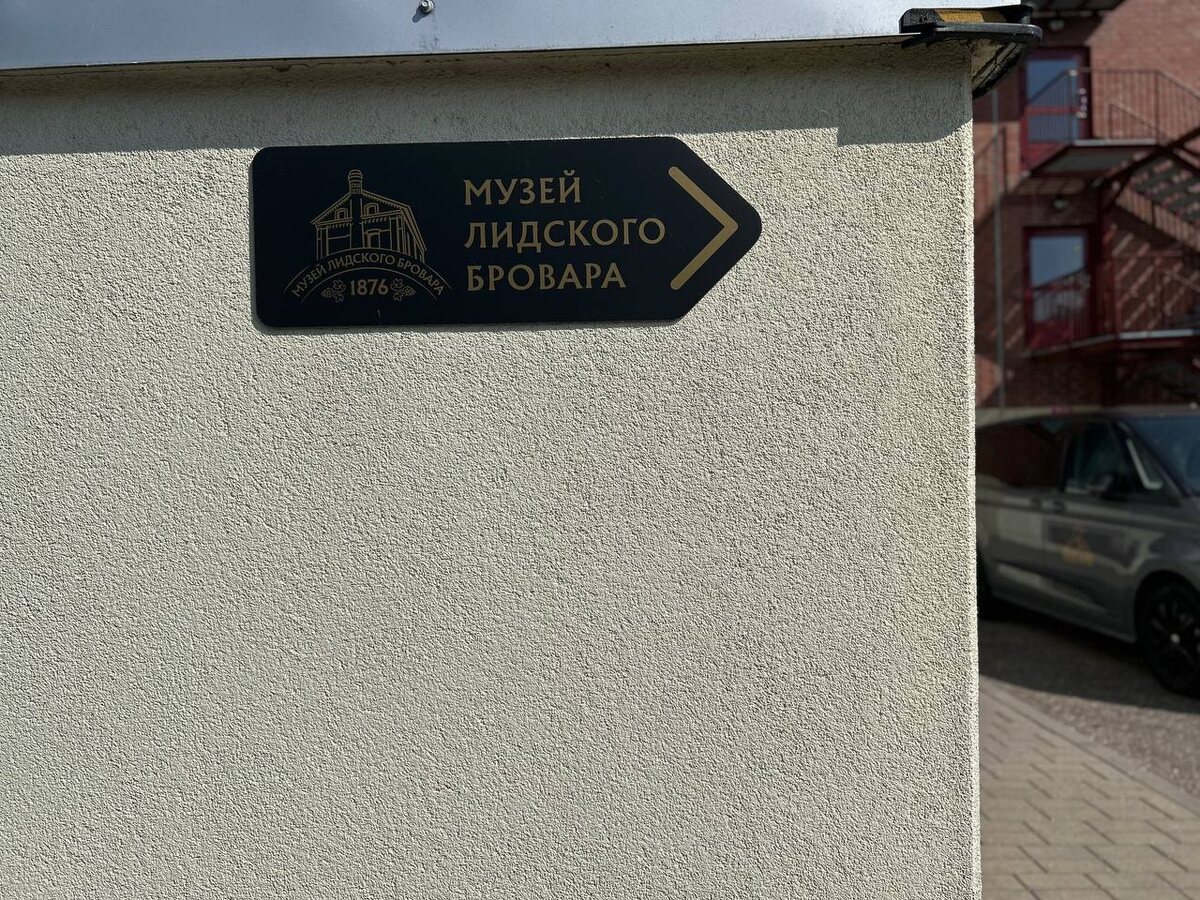 МУЗЕЙ ЛИДСКОГО БРОВАРА
1876
МУЗЕЙ
ЛИДСКОГО
БРОВАРА